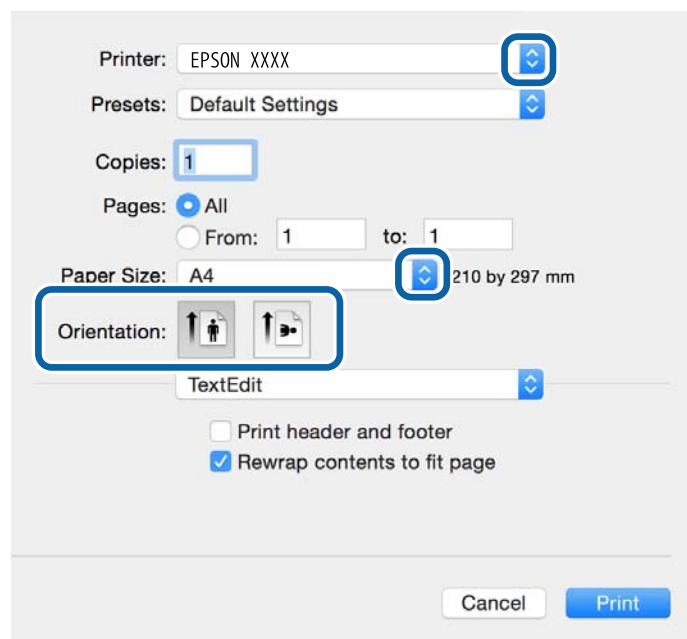 Printer: EPSON XXXX
Presets: Default Settings
Copies: 1
Pages: All
From: 1 to: 1
Paper Size: A4 210 by 297 mm
Orientation:
TextEdit
Print header and footer
Rewrap contents to fit page
Cancel Print